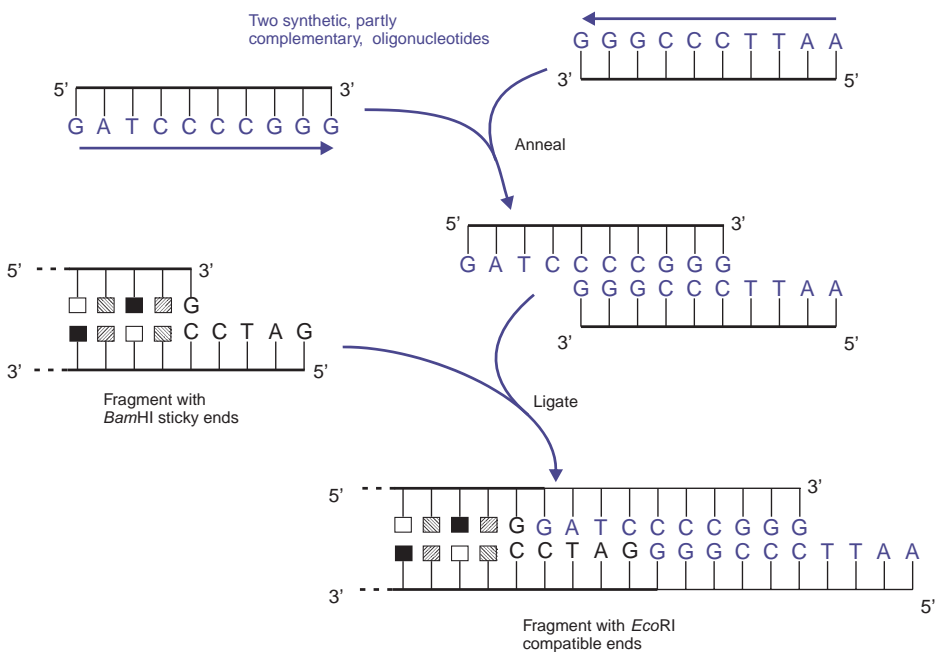 Two synthetic, partly
complementary, oligonucleotides
G G G C C C T T A A
3’ 5’
5’ 3’
G A T C C C C G G G
Anneal
5’ 3’
G A T C C C C G G G
G G G C C C T T A A
3’ 5’
5’ 3’
G
C C T A G
3’ 5’
Fragment with
BamHI sticky ends
Ligate
5’ 3’
G G A T C C C C G G G
C C T A G G G G C C C T T A A
3’ 5’
Fragment with EcoRI
compatible ends